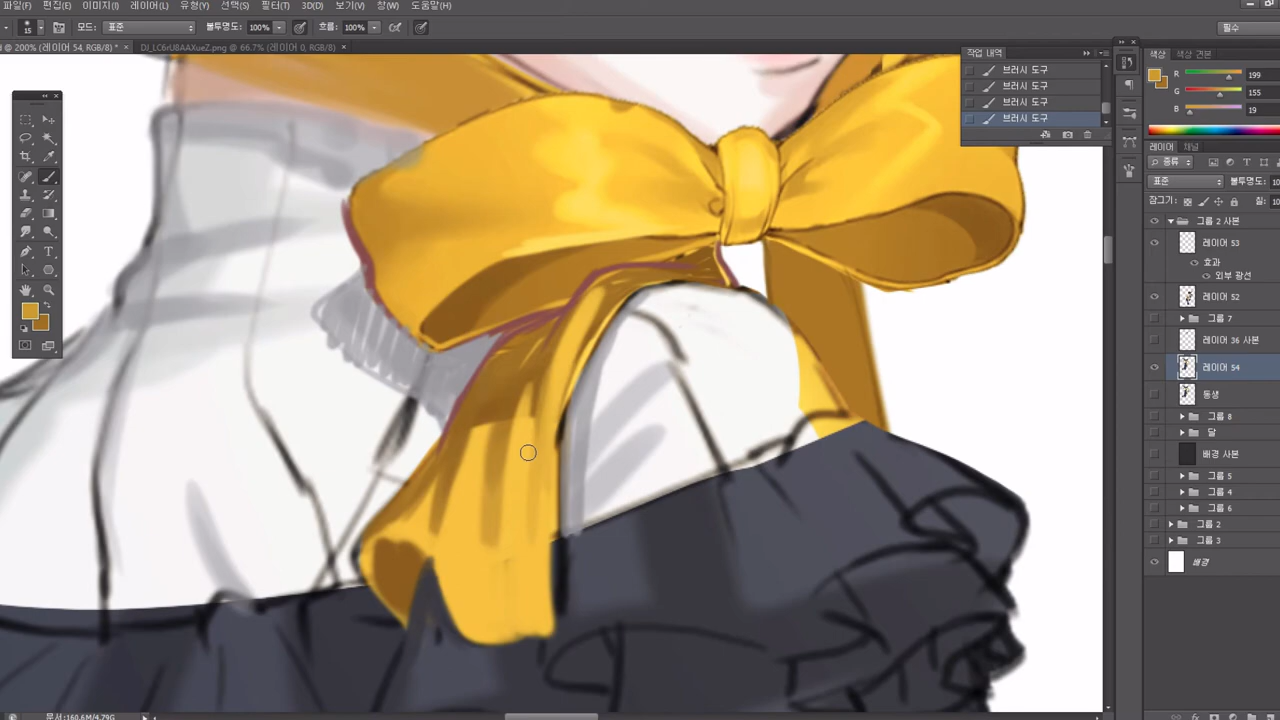 파일(F) 편집(E) 이미지(I) 레이어(L) 유형(Y) 선택(S) 필터(T) 3D(D) 보기(V) 창(W) 도움말(H)
15 모드: 표준 불투명도: 100% 흐름: 100% 필수
@ 200% (레이어 54, RGB/8) * × DJ_LC6rU8AAXueZ.png @ 66.7% (레이어 0, RGB/8) ×
작업 내역
브러시 도구
브러시 도구
브러시 도구
브러시 도구
색상 색상 견본
R 199
G 155
B 19
레이어 채널
종류
표준 불투명도: 10
잠그기: 칠: 10
그룹 2 사본
레이어 53
효과
외부 광선
레이어 52
그룹 7
레이어 36 사본
레이어 54
동생
그룹 8
달
배경 사본
그룹 5
그룹 4
그룹 6
그룹 2
그룹 3
배경
문서:160.6M/4.79G